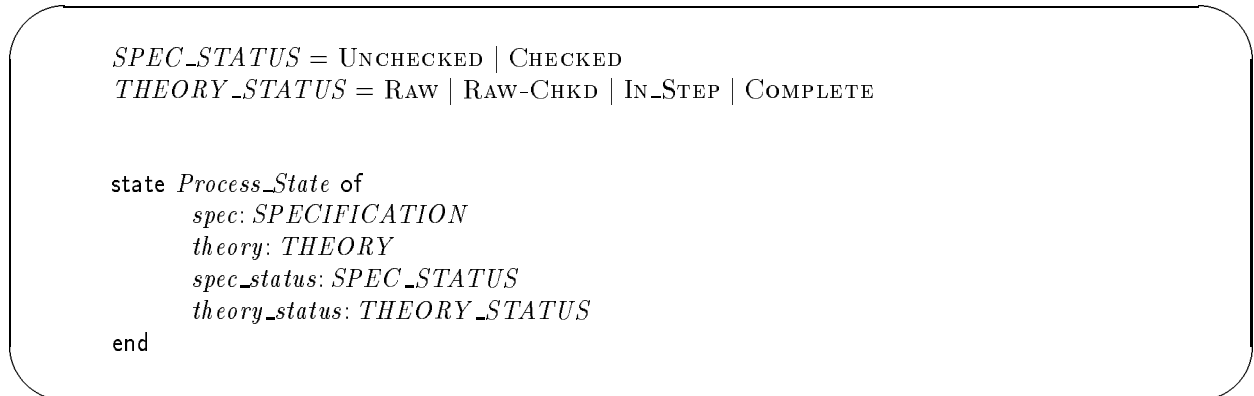 SPEC_STATUS = UNCHECKED | CHECKED
THEORY_STATUS = RAW | RAW-CHKD | IN_STEP | COMPLETE
state Process_State of
spec: SPECIFICATION
theory: THEORY
spec_status: SPEC_STATUS
theory_status: THEORY_STATUS
end